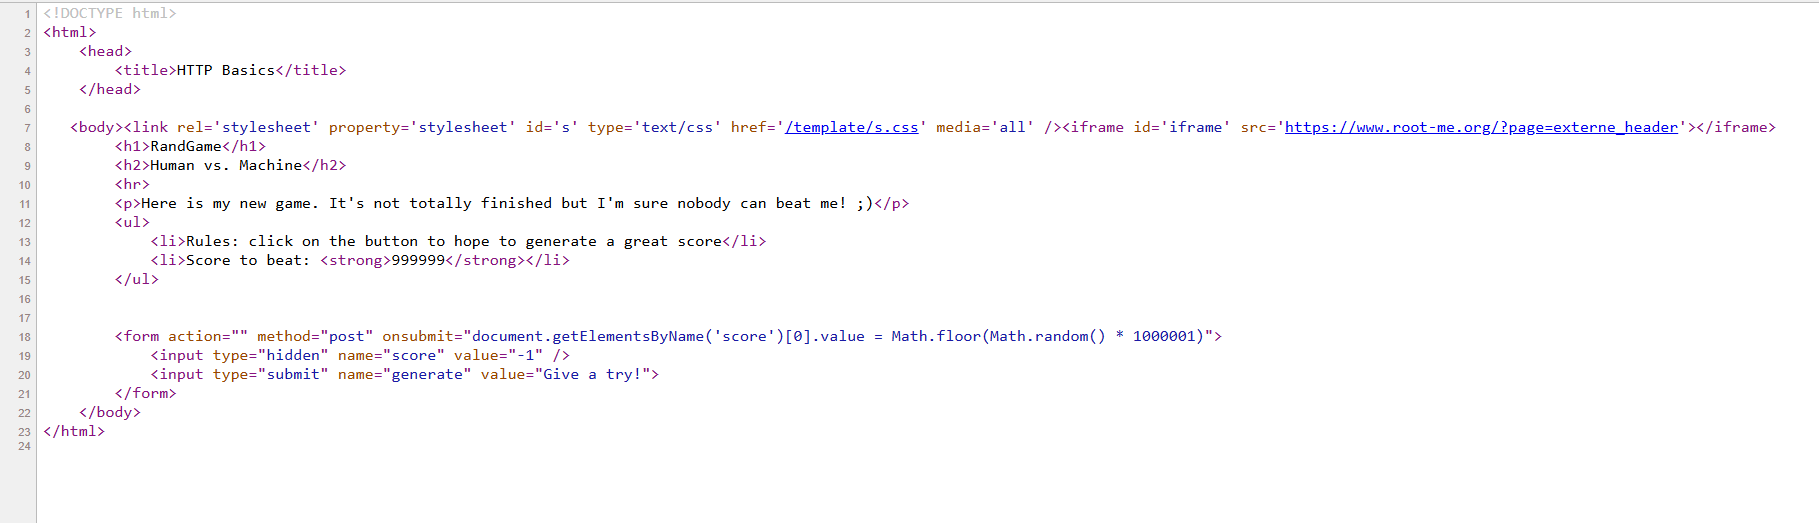 1 <!DOCTYPE html>
2 <html>
3     <head>
4         <title>HTTP Basics</title>
5     </head>
6
7    <body><link rel='stylesheet' property='stylesheet' id='s' type='text/css' href='/template/s.css' media='all' /><iframe id='iframe' src='https://www.root-me.org/?page=externe_header'></iframe>
8         <h1>RandGame</h1>
9         <h2>Human vs. Machine</h2>
10         <hr>
11         <p>Here is my new game. It's not totally finished but I'm sure nobody can beat me! ;)</p>
12         <ul>
13             <li>Rules: click on the button to hope to generate a great score</li>
14             <li>Score to beat: <strong>999999</strong></li>
15         </ul>
16
17
18         <form action="" method="post" onsubmit="document.getElementsByName('score')[0].value = Math.floor(Math.random() * 1000001)">
19             <input type="hidden" name="score" value="-1" />
20             <input type="submit" name="generate" value="Give a try!">
21         </form>
22     </body>
23 </html>
24